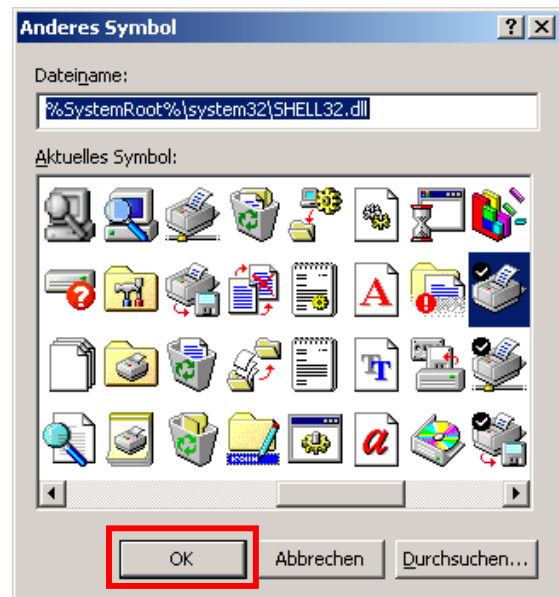 Anderes Symbol
Dateiname:
%SystemRoot%\system32\SHELL32.dll
Aktuelles Symbol:
OK
Abbrechen
Durchsuchen...